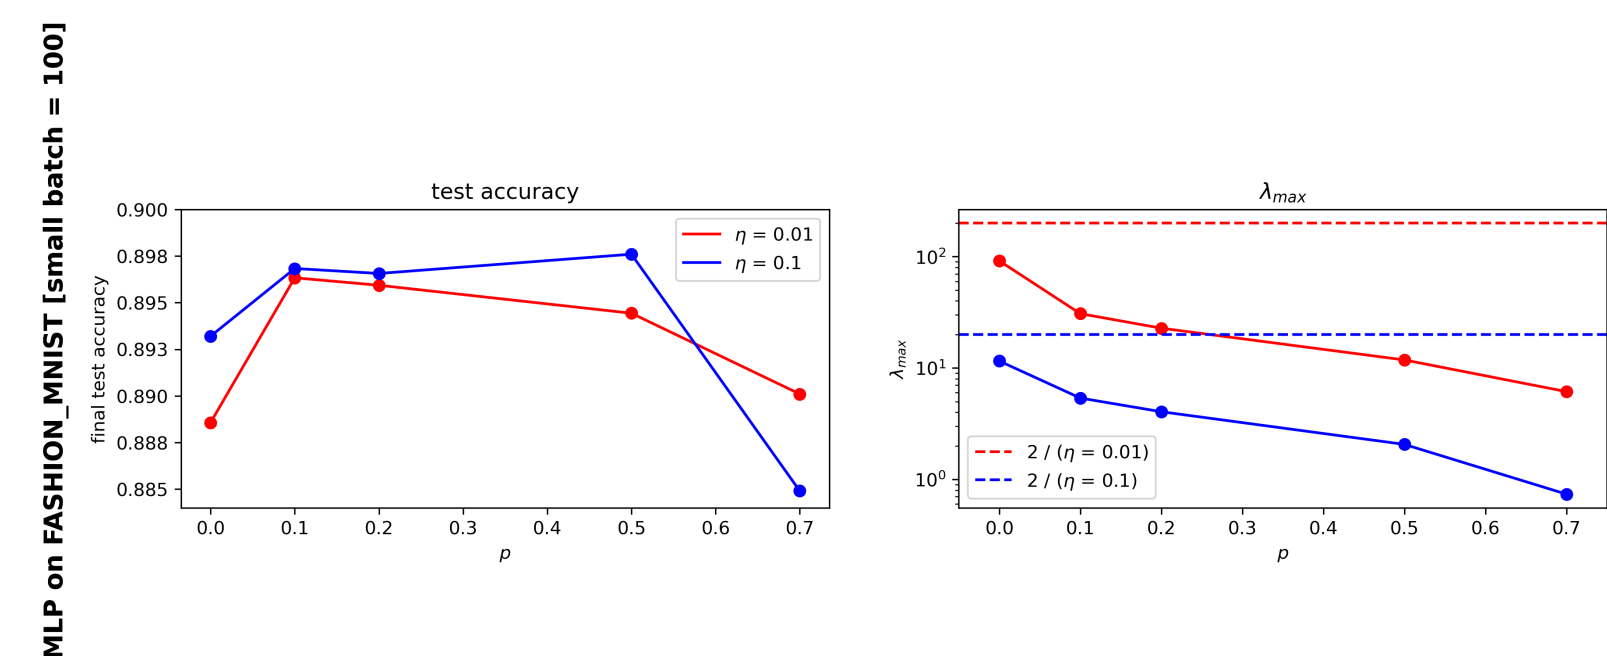 MLP on FASHION_MNIST [small batch = 100]
test accuracy
0.900
0.898
0.895
0.893
0.890
0.888
0.885
final test accuracy
η = 0.01
η = 0.1
0.0 0.1 0.2 0.3 0.4 0.5 0.6 0.7
p
λmax
10²
10¹
10⁰
λmax
2 / (η = 0.01)
2 / (η = 0.1)
0.0 0.1 0.2 0.3 0.4 0.5 0.6 0.7
p